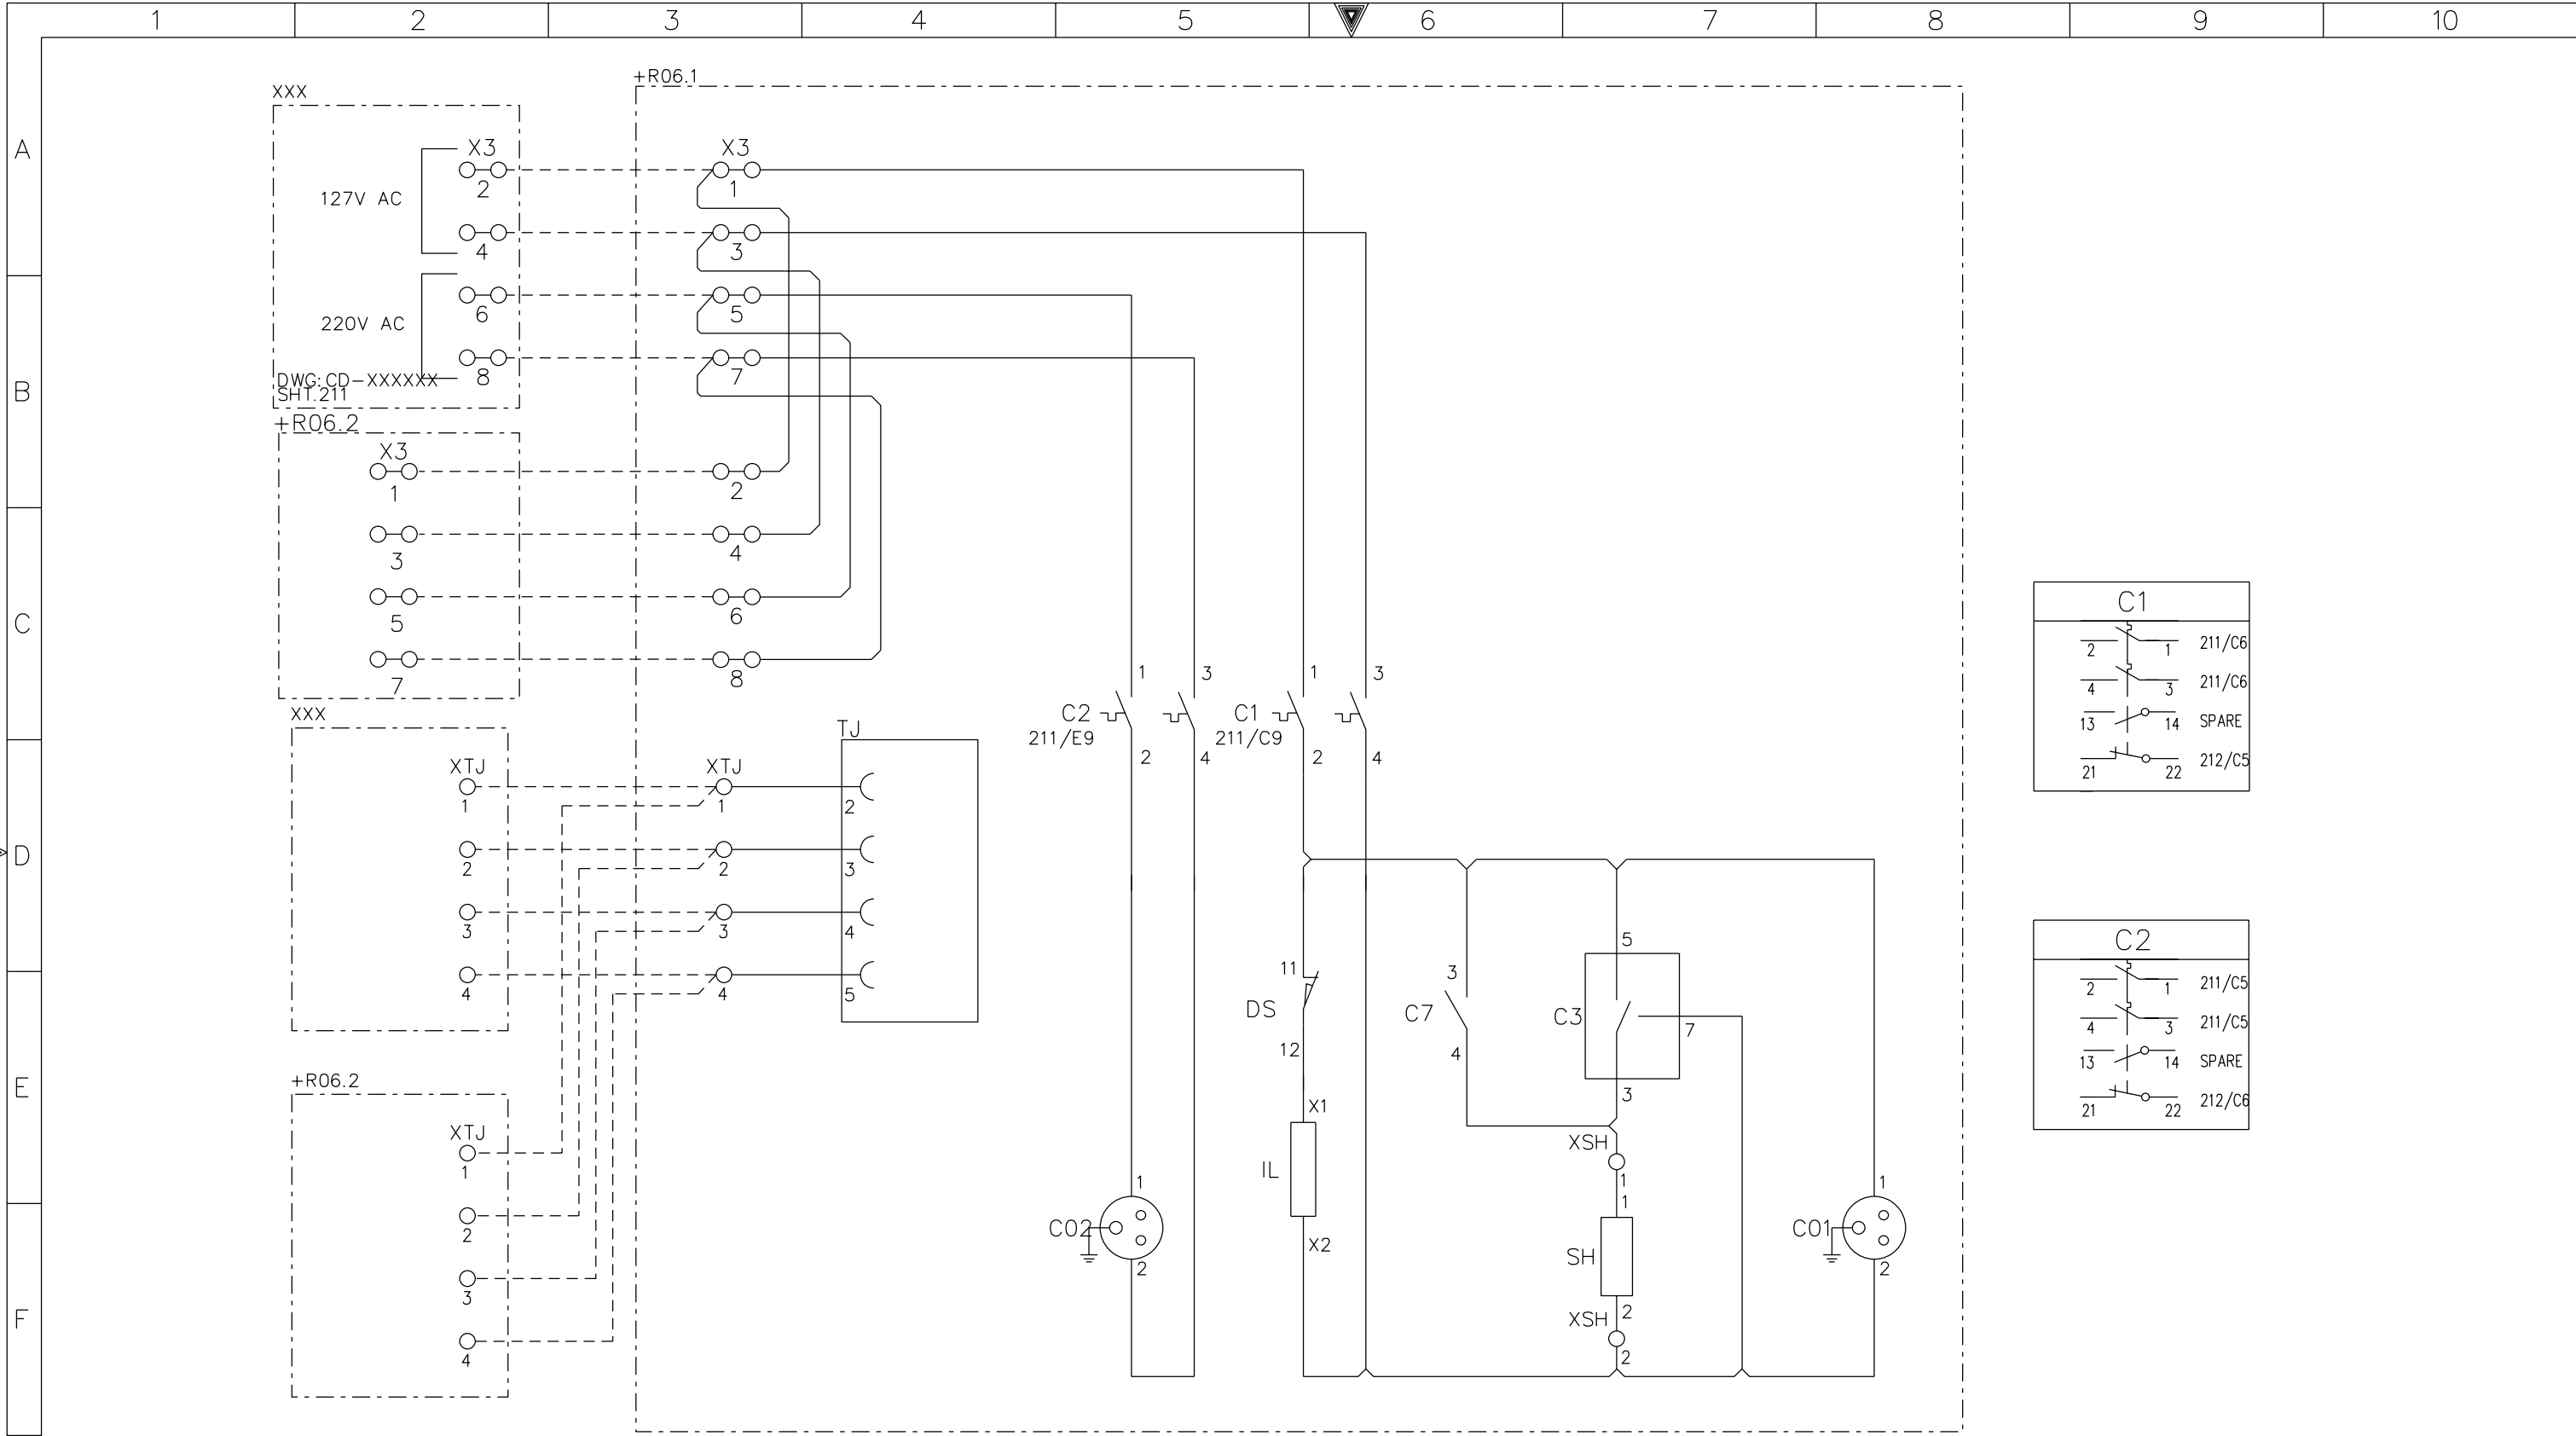 1 2 3 4 5 6 7 8 9 10
A
B
C
D
E
F
XXX
X3
127V AC
2
4
220V AC
6
8
DWG:CD-XXXXXX
SHT.211
+R06.2
X3
1
3
5
7
+R06.1
X3
1
3
5
7
2
4
6
8
XXX
XTJ
1
2
3
4
+R06.2
XTJ
1
2
3
4
XTJ
1
2
3
4
TJ
2
3
4
5
1 3
C2
211/E9
2 4
1 3
C1
211/C9
2 4
1
CO2
2
11
DS
12
X1
IL
X2
3
C7
4
5
C3
7
3
XSH
1
1
SH
2
XSH
2
1
CO1
2
C1
2 1 211/C6
4 3 211/C6
13 14 SPARE
21 22 212/C5
C2
2 1 211/C5
4 3 211/C5
13 14 SPARE
21 22 212/C6